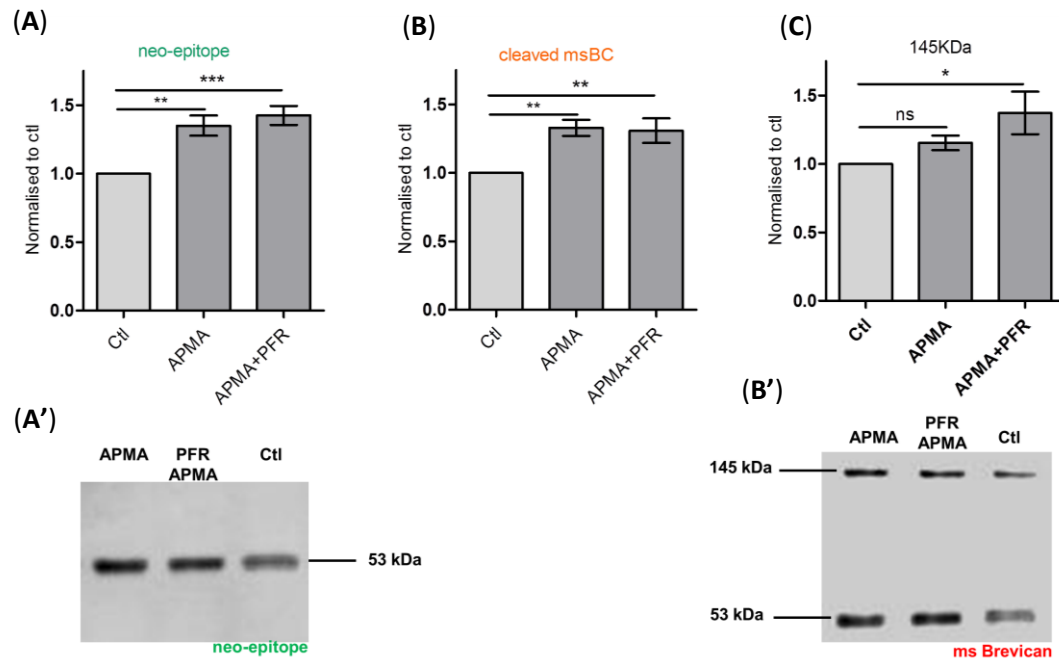 (A)
neo-epitope
***
**
Normalised to ctl
1.5
1.0
0.5
0.0
Ctl
APMA
APMA+PFR
(B)
cleaved msBC
**
**
Normalised to ctl
1.5
1.0
0.5
0.0
Ctl
APMA
APMA+PFR
(C)
145KDa
*
ns
Normalised to ctl
1.5
1.0
0.5
0.0
Ctl
APMA
APMA+PFR
(A’)
APMA
PFR
APMA
Ctl
53 kDa
neo-epitope
(B’)
APMA
PFR
APMA
Ctl
145 kDa
53 kDa
ms Brevican